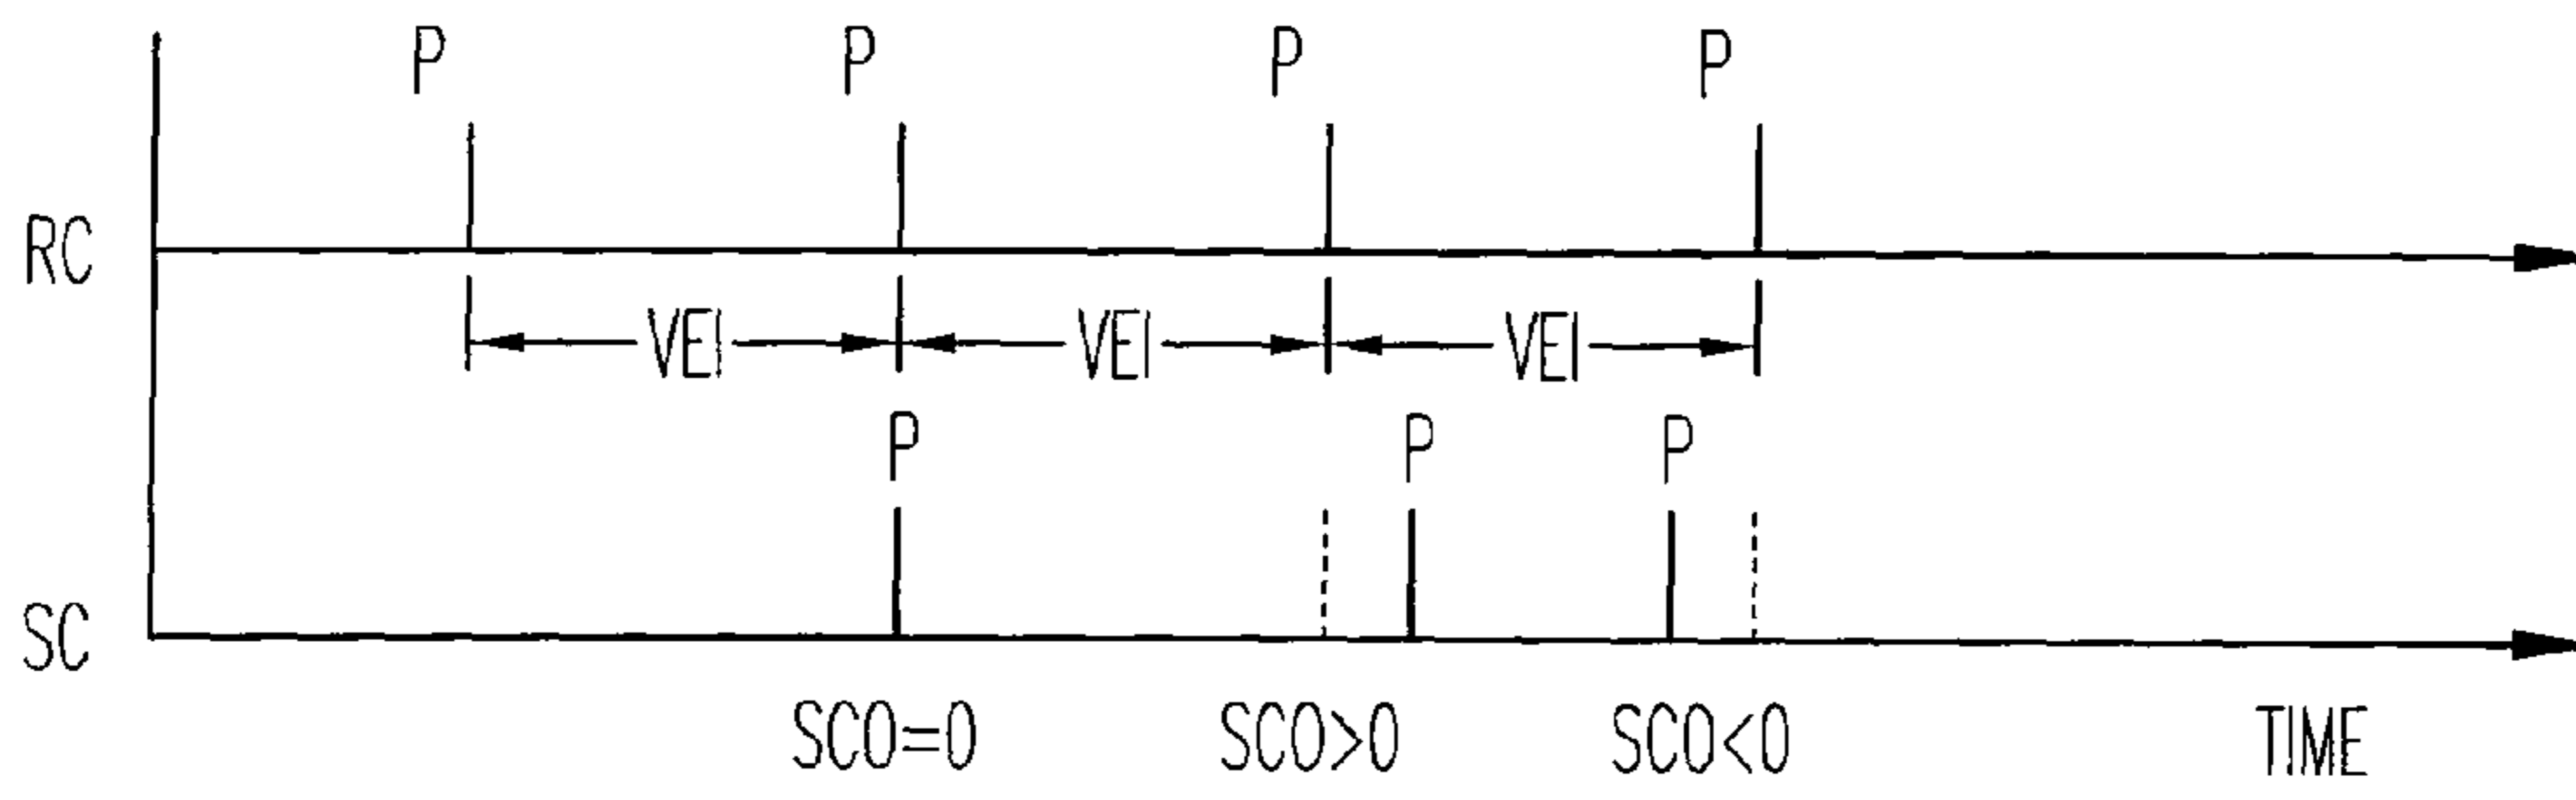 P P P P
RC
VEI VEI VEI
P P P
SC
SCO=0 SCO>0 SCO<0 TIME